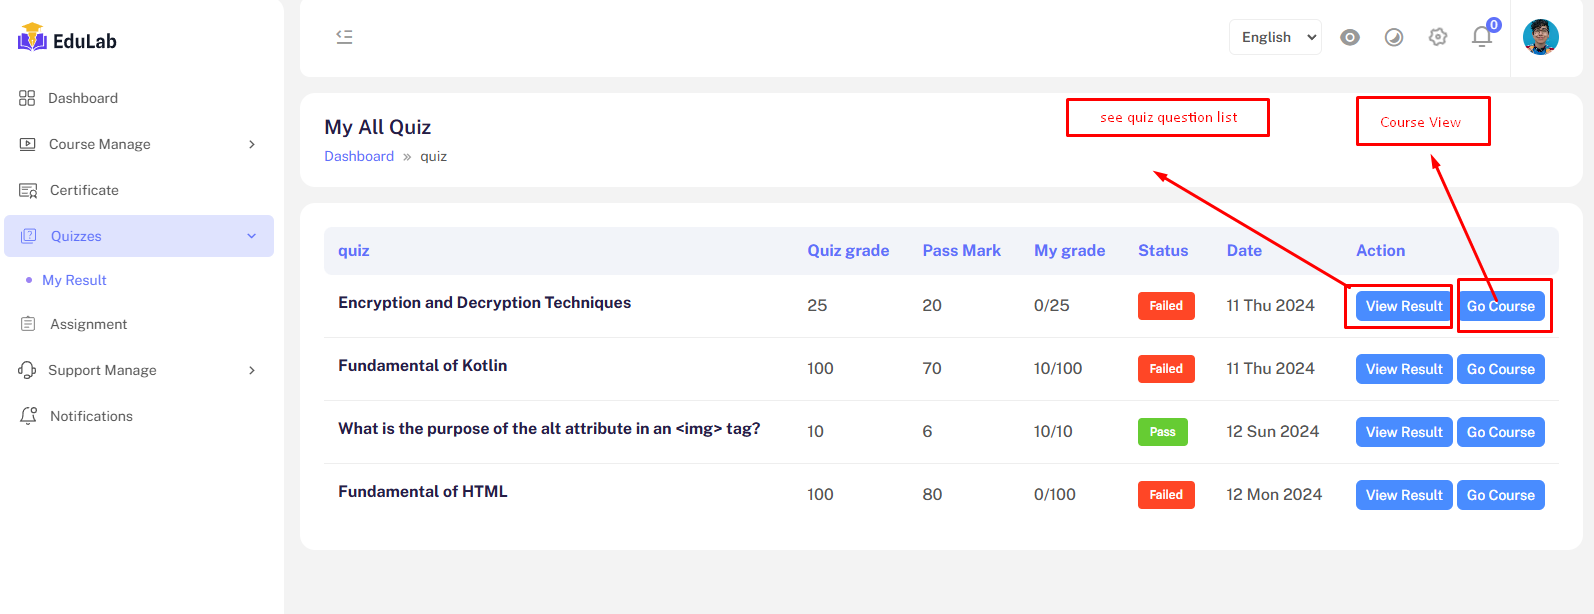 EduLab
Dashboard
Course Manage
Certificate
Quizzes
My Result
Assignment
Support Manage
Notifications
English
0
My All Quiz
Dashboard » quiz
see quiz question list
Course View
quiz Quiz grade Pass Mark My grade Status Date Action
Encryption and Decryption Techniques 25 20 0/25 Failed 11 Thu 2024 View Result Go Course
Fundamental of Kotlin 100 70 10/100 Failed 11 Thu 2024 View Result Go Course
What is the purpose of the alt attribute in an <img> tag? 10 6 10/10 Pass 12 Sun 2024 View Result Go Course
Fundamental of HTML 100 80 0/100 Failed 12 Mon 2024 View Result Go Course